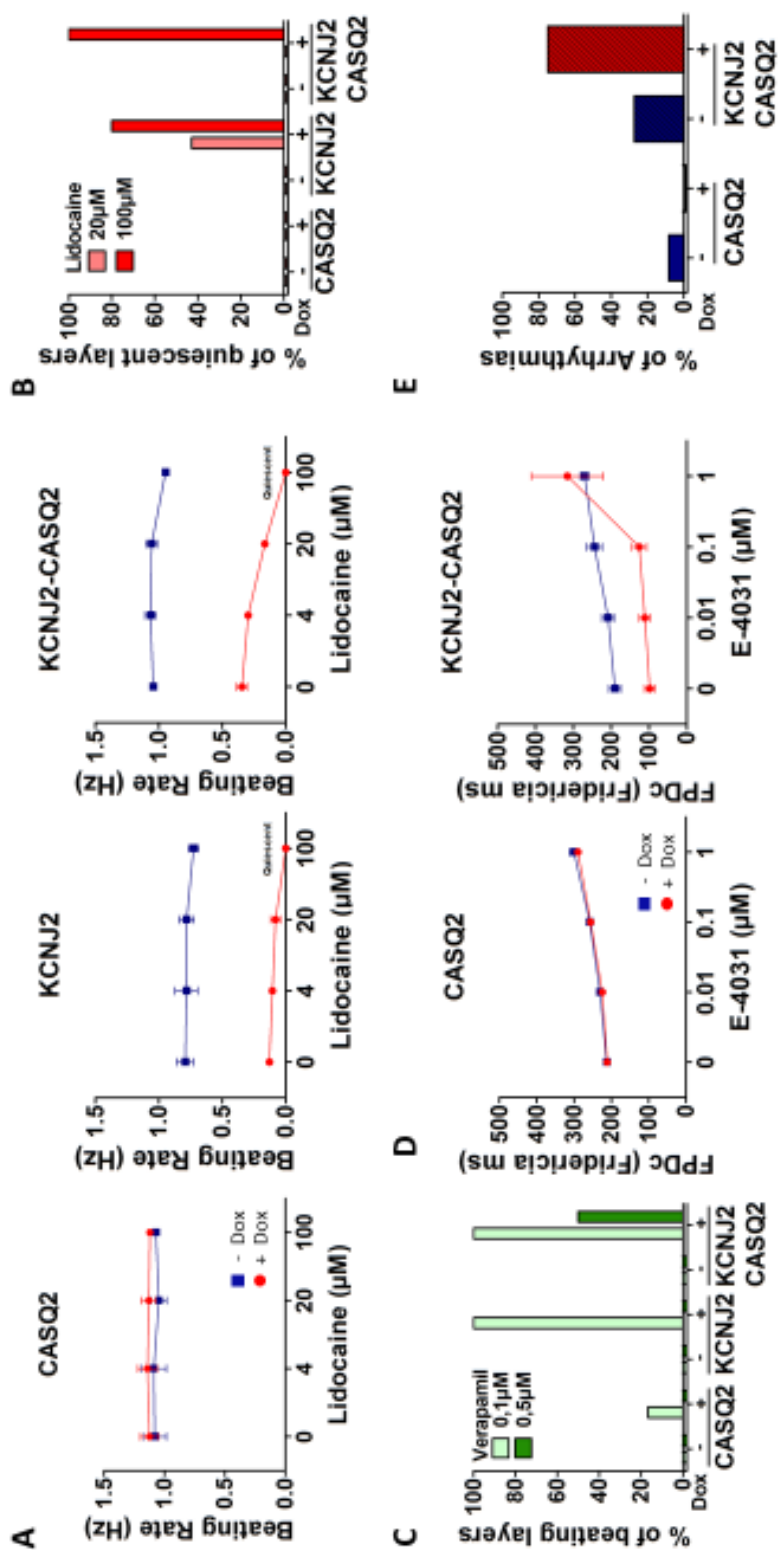 A
CASQ2
Beating Rate (Hz)
1.5
1.0
0.5
0.0
- Dox
+ Dox
0 4 20 100
Lidocaine (µM)
KCNJ2
Beating Rate (Hz)
1.5
1.0
0.5
0.0
Quiescent
0 4 20 100
Lidocaine (µM)
KCNJ2-CASQ2
Beating Rate (Hz)
1.5
1.0
0.5
0.0
Quiescent
0 4 20 100
Lidocaine (µM)
B
% of quiescent layers
100
80
60
40
20
0
Lidocaine
20µM
100µM
Dox - + - + - +
CASQ2 KCNJ2 KCNJ2
CASQ2
C
% of beating layers
100
80
60
40
20
0
Verapamil
0,1µM
0,5µM
Dox - + - + - +
CASQ2 KCNJ2 KCNJ2
CASQ2
D
CASQ2
FPDc (Fridericia ms)
500
400
300
200
100
0
- Dox
+ Dox
0 0.01 0.1 1
E-4031 (µM)
KCNJ2-CASQ2
FPDc (Fridericia ms)
500
400
300
200
100
0
0 0.01 0.1 1
E-4031 (µM)
E
% of Arrhythmias
100
80
60
40
20
0
Dox - + - +
CASQ2 KCNJ2
CASQ2